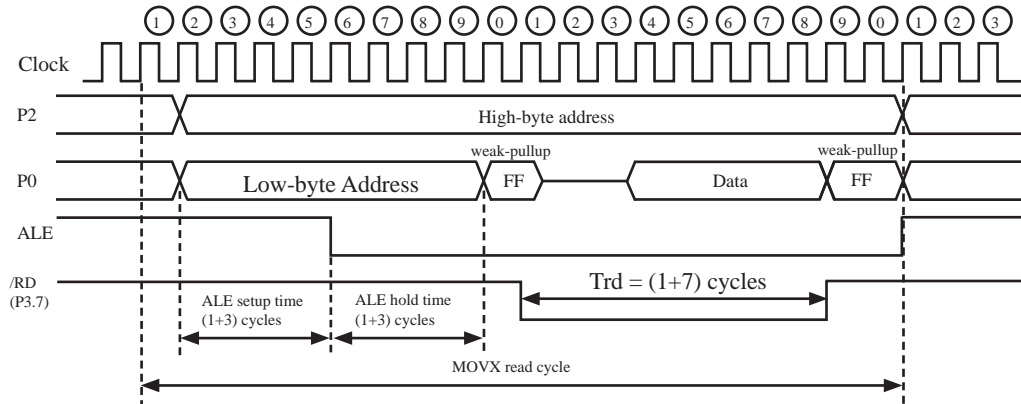 1 2 3 4 5 6 7 8 9 0 1 2 3 4 5 6 7 8 9 0 1 2 3
Clock
P2
High-byte address
weak-pullup weak-pullup
P0
Low-byte Address FF Data FF
ALE
/RD
(P3.7)
Trd = (1+7) cycles
ALE setup time
(1+3) cycles
ALE hold time
(1+3) cycles
MOVX read cycle